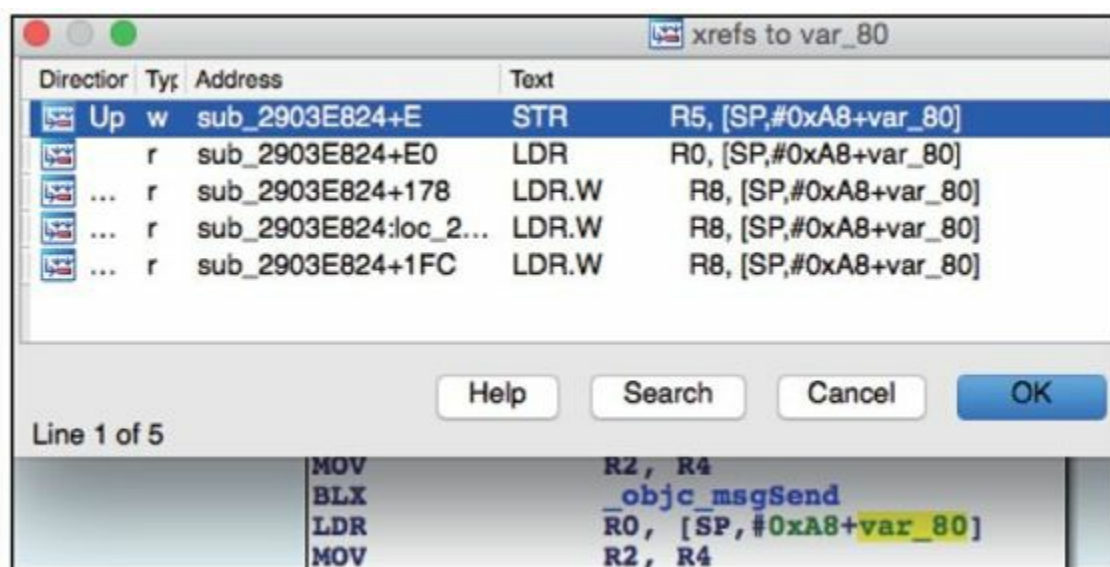 xrefs to var_80
Directior Typ Address Text
Up w sub_2903E824+E STR R5, [SP,#0xA8+var_80]
r sub_2903E824+E0 LDR R0, [SP,#0xA8+var_80]
... r sub_2903E824+178 LDR.W R8, [SP,#0xA8+var_80]
... r sub_2903E824:loc_2... LDR.W R8, [SP,#0xA8+var_80]
... r sub_2903E824+1FC LDR.W R8, [SP,#0xA8+var_80]
Help Search Cancel OK
Line 1 of 5
MOV R2, R4
BLX _objc_msgSend
LDR R0, [SP,#0xA8+var_80]
MOV R2, R4